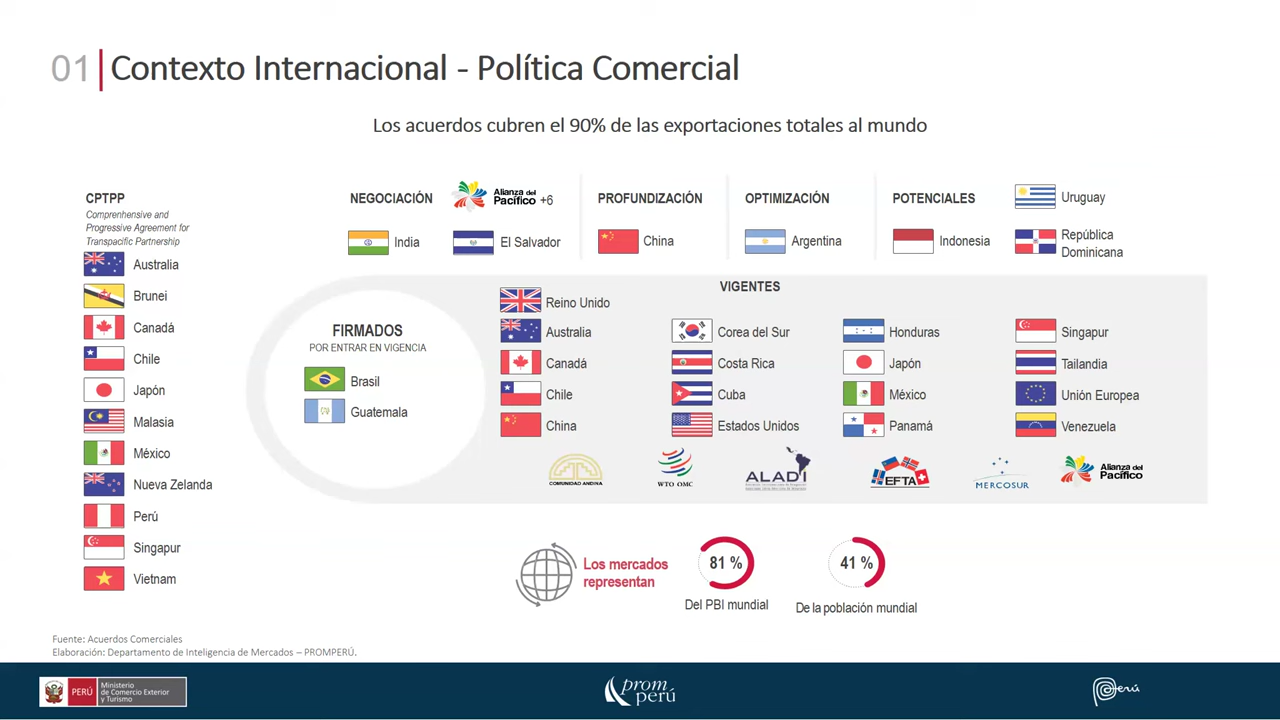 01 Contexto Internacional - Política Comercial
Los acuerdos cubren el 90% de las exportaciones totales al mundo
CPTPP
Comprenhensive and
Progressive Agreement for
Transpacific Partnership
Australia
Brunei
Canadá
Chile
Japón
Malasia
México
Nueva Zelanda
Perú
Singapur
Vietnam
NEGOCIACIÓN
Alianza del
Pacífico +6
India
El Salvador
PROFUNDIZACIÓN
China
OPTIMIZACIÓN
Argentina
POTENCIALES
Uruguay
Indonesia
República
Dominicana
FIRMADOS
POR ENTRAR EN VIGENCIA
Brasil
Guatemala
VIGENTES
Reino Unido
Australia
Canadá
Chile
China
Corea del Sur
Costa Rica
Cuba
Estados Unidos
Honduras
Japón
México
Panamá
Singapur
Tailandia
Unión Europea
Venezuela
COMUNIDAD ANDINA
WTO OMC
ALADI
EFTA
MERCOSUR
Alianza del
Pacífico
Los mercados
representan
81 %
Del PBI mundial
41 %
De la población mundial
Fuente: Acuerdos Comerciales
Elaboración: Departamento de Inteligencia de Mercados – PROMPERÚ.
PERÚ
Ministerio
de Comercio Exterior
y Turismo
prom
perú
Perú